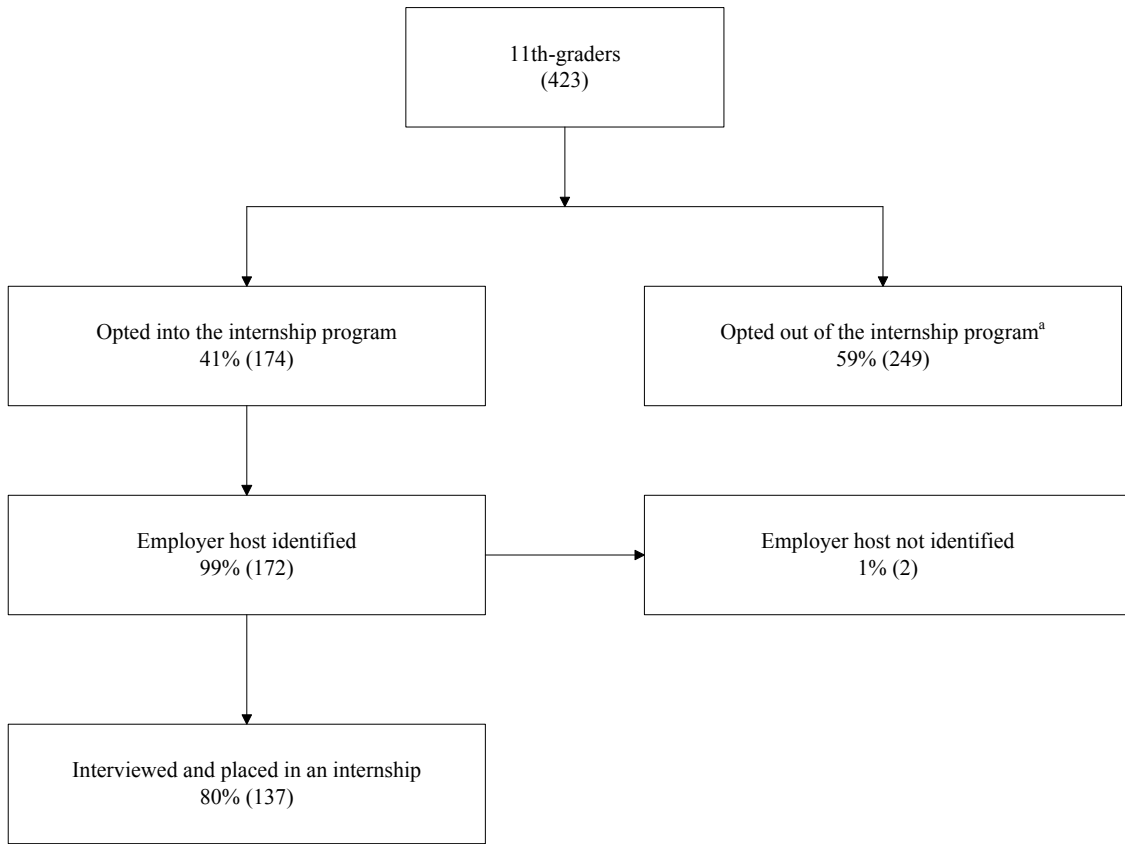 11th-graders
(423)
Opted into the internship program
41% (174)
Opted out of the internship programᵃ
59% (249)
Employer host identified
99% (172)
Employer host not identified
1% (2)
Interviewed and placed in an internship
80% (137)